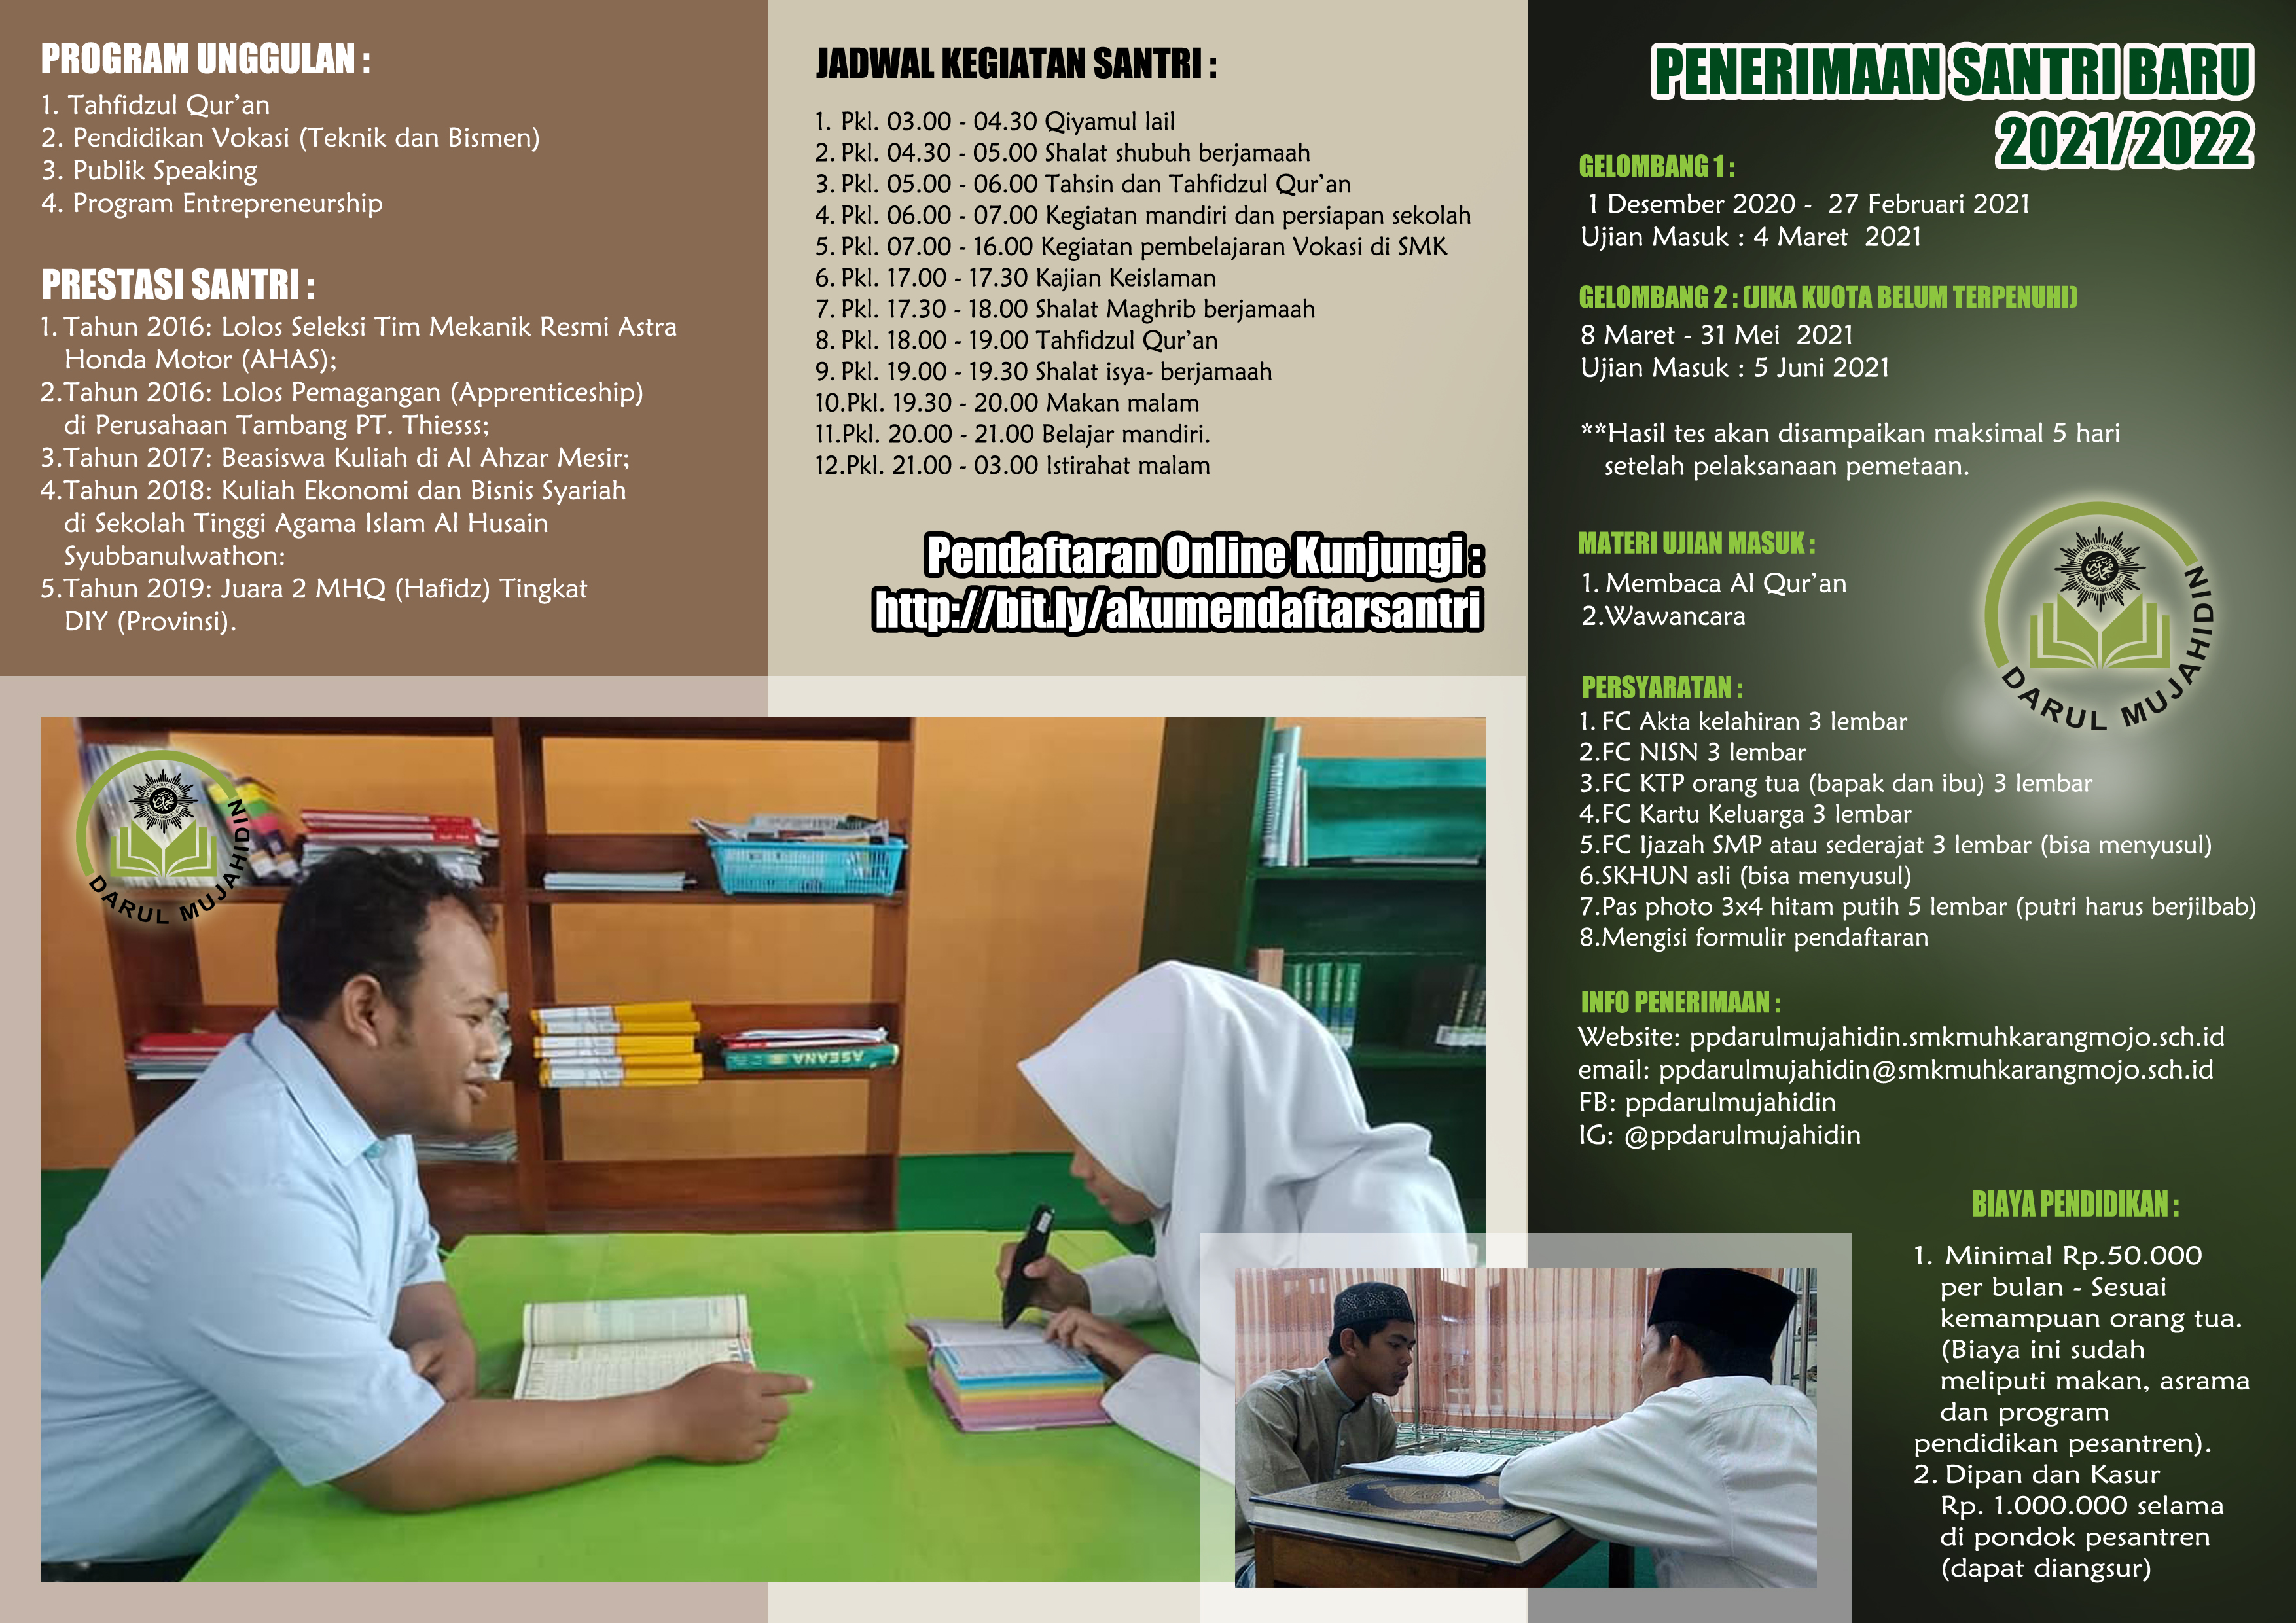 PROGRAM UNGGULAN :
1. Tahfidzul Qur'an
2. Pendidikan Vokasi (Teknik dan Bismen)
3. Publik Speaking
4. Program Entrepreneurship
PRESTASI SANTRI :
1. Tahun 2016: Lolos Seleksi Tim Mekanik Resmi Astra
Honda Motor (AHAS);
2.Tahun 2016: Lolos Pemagangan (Apprenticeship)
di Perusahaan Tambang PT. Thiesss;
3.Tahun 2017: Beasiswa Kuliah di Al Ahzar Mesir;
4.Tahun 2018: Kuliah Ekonomi dan Bisnis Syariah
di Sekolah Tinggi Agama Islam Al Husain
Syubbanulwathon:
5.Tahun 2019: Juara 2 MHQ (Hafidz) Tingkat
DIY (Provinsi).
JADWAL KEGIATAN SANTRI :
1. Pkl. 03.00 - 04.30 Qiyamul lail
2. Pkl. 04.30 - 05.00 Shalat shubuh berjamaah
3. Pkl. 05.00 - 06.00 Tahsin dan Tahfidzul Qur'an
4. Pkl. 06.00 - 07.00 Kegiatan mandiri dan persiapan sekolah
5. Pkl. 07.00 - 16.00 Kegiatan pembelajaran Vokasi di SMK
6. Pkl. 17.00 - 17.30 Kajian Keislaman
7. Pkl. 17.30 - 18.00 Shalat Maghrib berjamaah
8. Pkl. 18.00 - 19.00 Tahfidzul Qur'an
9. Pkl. 19.00 - 19.30 Shalat isya- berjamaah
10.Pkl. 19.30 - 20.00 Makan malam
11.Pkl. 20.00 - 21.00 Belajar mandiri.
12.Pkl. 21.00 - 03.00 Istirahat malam
Pendaftaran Online Kunjungi :
http://bit.ly/akumendaftarsantri
PENERIMAAN SANTRI BARU
2021/2022
GELOMBANG 1 :
1 Desember 2020 - 27 Februari 2021
Ujian Masuk : 4 Maret 2021
GELOMBANG 2 : (JIKA KUOTA BELUM TERPENUHI)
8 Maret - 31 Mei 2021
Ujian Masuk : 5 Juni 2021
**Hasil tes akan disampaikan maksimal 5 hari
setelah pelaksanaan pemetaan.
MATERI UJIAN MASUK :
1. Membaca Al Qur'an
2.Wawancara
DARUL MUJAHIDIN
PERSYARATAN :
1. FC Akta kelahiran 3 lembar
2.FC NISN 3 lembar
3.FC KTP orang tua (bapak dan ibu) 3 lembar
4.FC Kartu Keluarga 3 lembar
5.FC Ijazah SMP atau sederajat 3 lembar (bisa menyusul)
6.SKHUN asli (bisa menyusul)
7.Pas photo 3x4 hitam putih 5 lembar (putri harus berjilbab)
8.Mengisi formulir pendaftaran
INFO PENERIMAAN :
Website: ppdarulmujahidin.smkmuhkarangmojo.sch.id
email: ppdarulmujahidin@smkmuhkarangmojo.sch.id
FB: ppdarulmujahidin
IG: @ppdarulmujahidin
BIAYA PENDIDIKAN :
1. Minimal Rp.50.000
per bulan - Sesuai
kemampuan orang tua.
(Biaya ini sudah
meliputi makan, asrama
dan program
pendidikan pesantren).
2. Dipan dan Kasur
Rp. 1.000.000 selama
di pondok pesantren
(dapat diangsur)
DARUL MUJAHIDIN